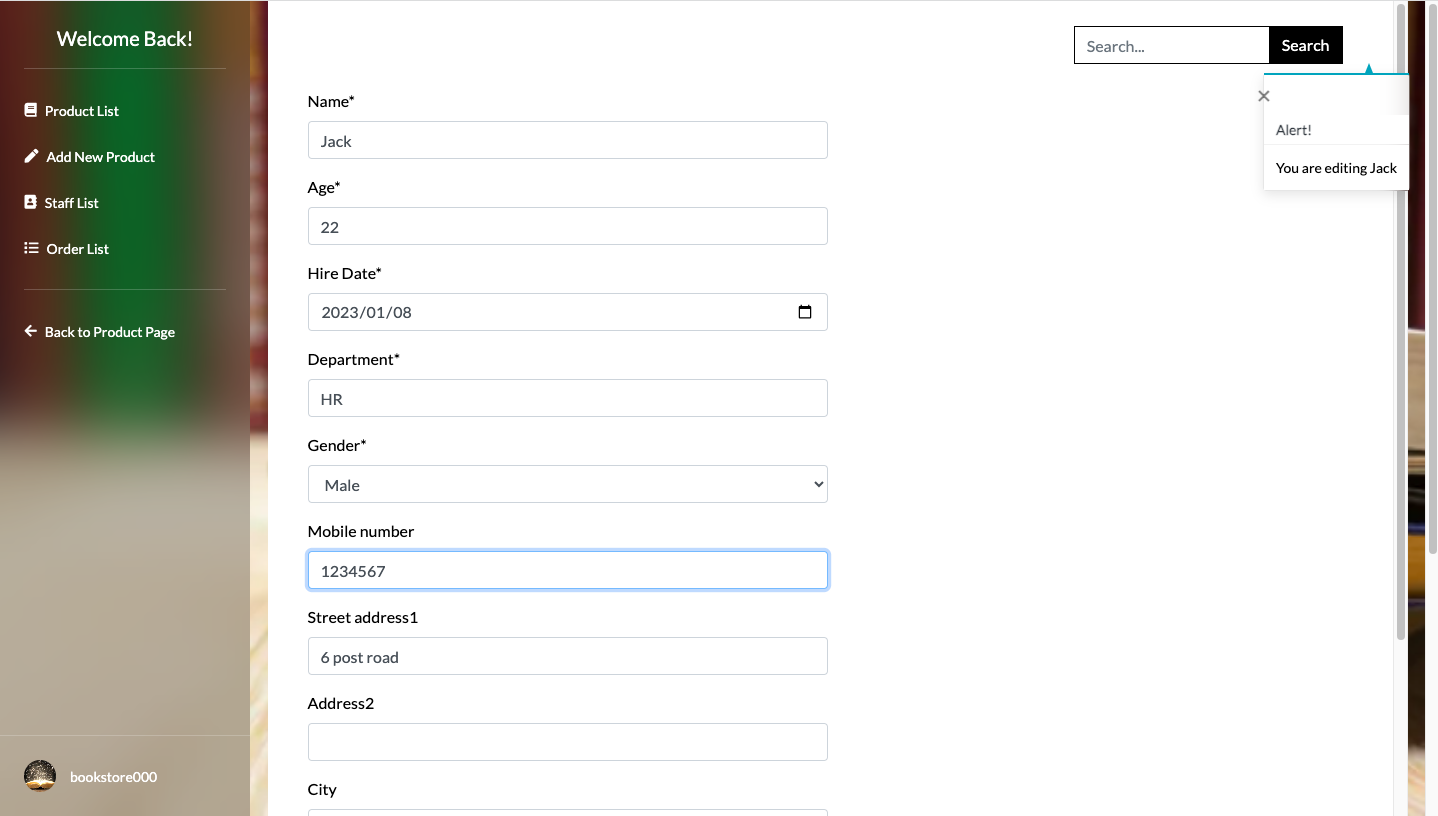 Welcome Back!
Product List
Add New Product
Staff List
Order List
Back to Product Page
bookstore000
Search...
Search
Alert!
You are editing Jack
Name*
Jack
Age*
22
Hire Date*
2023/01/08
Department*
HR
Gender*
Male
Mobile number
1234567
Street address1
6 post road
Address2
City